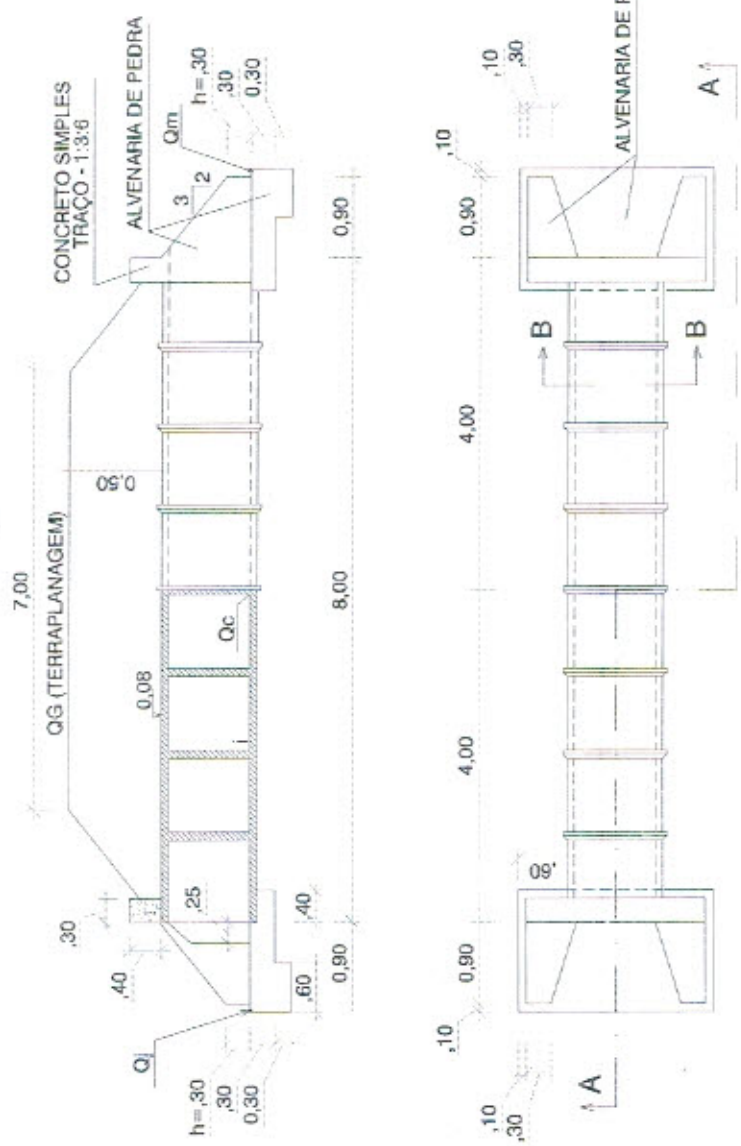 7,00
QG (TERRAPLANAGEM)
0,50
0,08
,30
,40
,25
Qj
h=,30
,30
0,30
,60
0,90
,40
8,00
Qc
CONCRETO SIMPLES
TRAÇO - 1:3:6
ALVENARIA DE PEDRA
3
2
Qm
h=,30
,30
0,30
0,90
,10
0,90
4,00
4,00
0,90
,10
,10
,30
,60
B
B
A
A
,10
,30
ALVENARIA DE